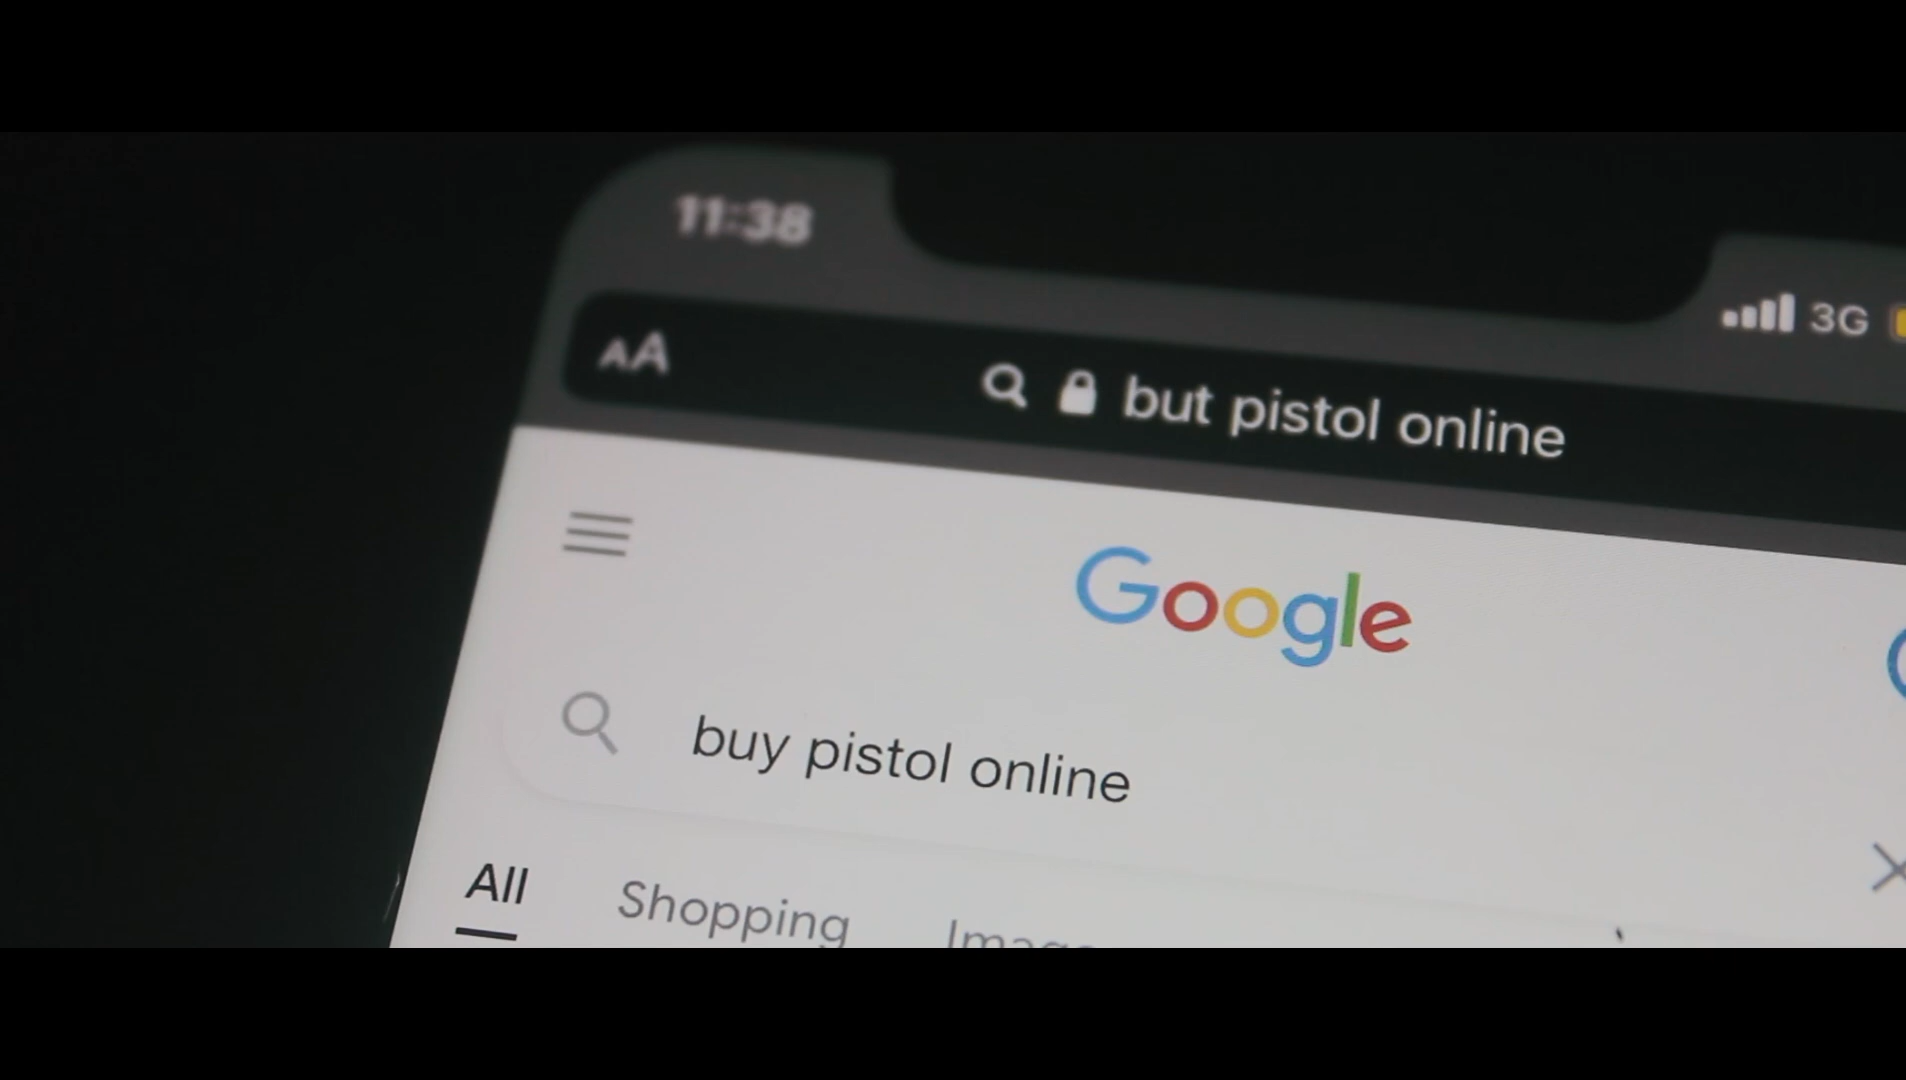 11:38
3G
AA
but pistol online
Google
buy pistol online
All Shopping